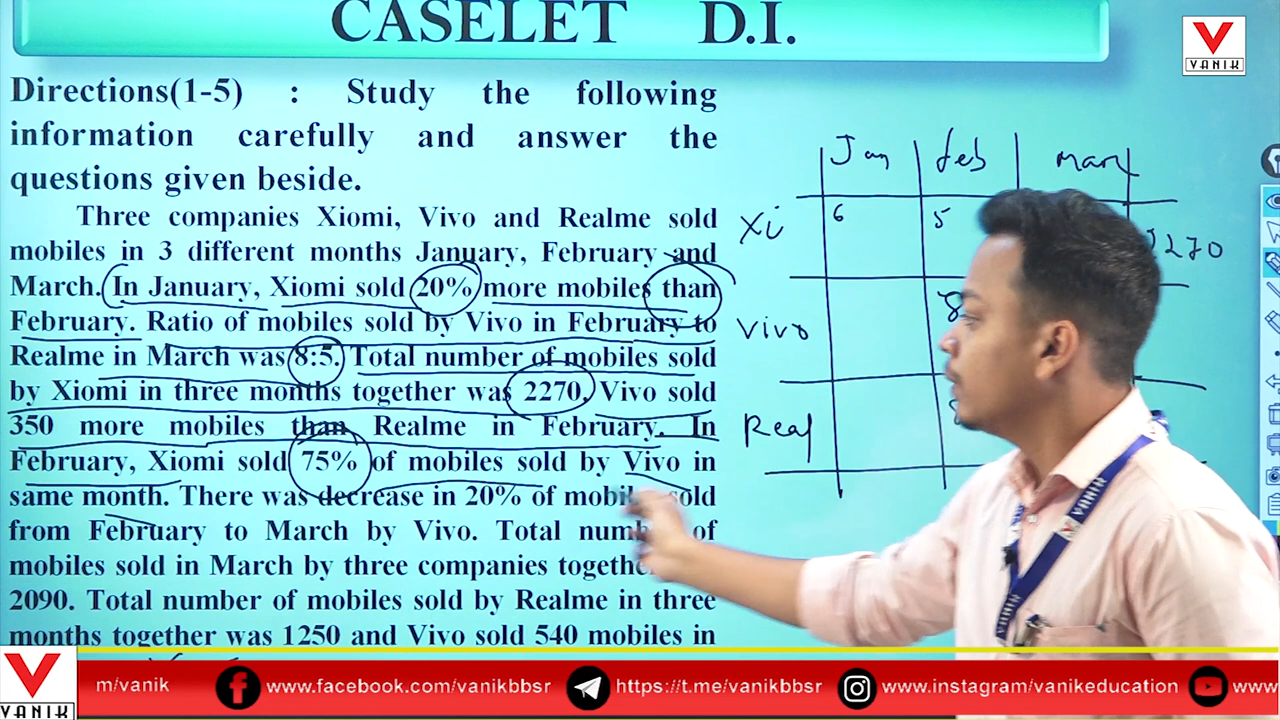 CASELET D.I.
VANIK
Directions(1-5) : Study the following
information carefully and answer the
questions given beside.
Three companies Xiomi, Vivo and Realme sold
mobiles in 3 different months January, February and
March. In January, Xiomi sold 20% more mobiles than
February. Ratio of mobiles sold by Vivo in February to
Realme in March was 8:5. Total number of mobiles sold
by Xiomi in three months together was 2270. Vivo sold
350 more mobiles than Realme in February. In
February, Xiomi sold 75% of mobiles sold by Vivo in
same month. There was decrease in 20% of mobiles sold
from February to March by Vivo. Total number of
mobiles sold in March by three companies
2090. Total number of mobiles sold by Realme in three
months together was 1250 and Vivo sold 540 mobiles in
Jan feb
Xi 6 5
Vivo 8
Real
VANIK
VANIK
m/vanik
www.facebook.com/vanikbbsr
https://t.me/vanikbbsr
www.instagram/vanikeducation
www